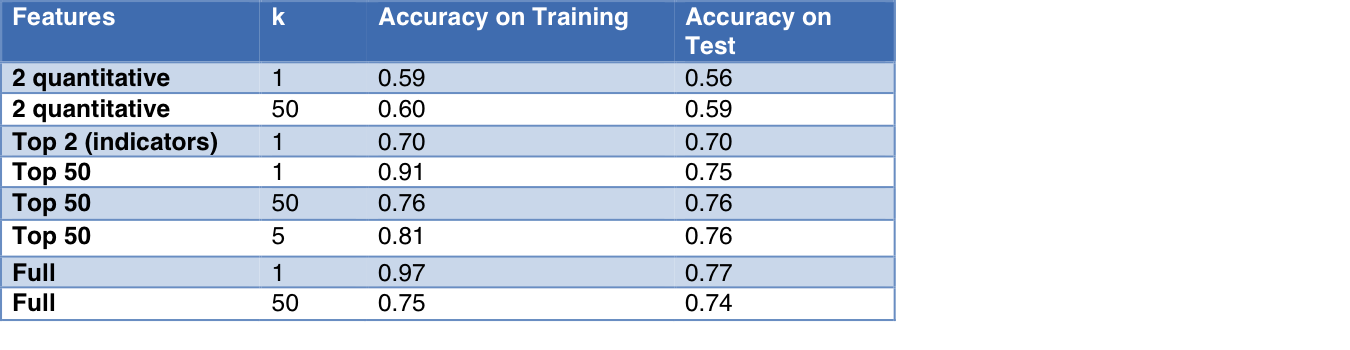 Features k Accuracy on Training Accuracy on
Test
2 quantitative 1 0.59 0.56
2 quantitative 50 0.60 0.59
Top 2 (indicators) 1 0.70 0.70
Top 50 1 0.91 0.75
Top 50 50 0.76 0.76
Top 50 5 0.81 0.76
Full 1 0.97 0.77
Full 50 0.75 0.74